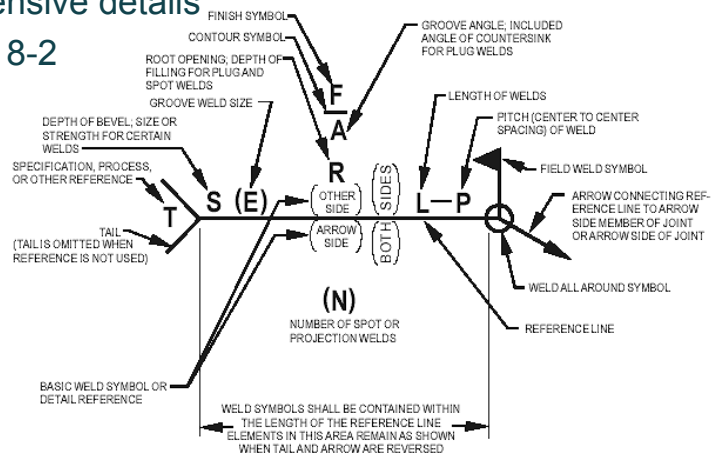 ensive details
8-2
FINISH SYMBOL
CONTOUR SYMBOL
ROOT OPENING; DEPTH OF
FILLING FOR PLUG AND
SPOT WELDS
GROOVE WELD SIZE
DEPTH OF BEVEL; SIZE OR
STRENGTH FOR CERTAIN
WELDS
SPECIFICATION, PROCESS,
OR OTHER REFERENCE
TAIL
(TAIL IS OMITTED WHEN
REFERENCE IS NOT USED)
BASIC WELD SYMBOL OR
DETAIL REFERENCE
F
A
R
T
S
(E)
(OTHER
SIDE)
(ARROW
SIDE)
(BOTH
SIDES)
L—P
(N)
NUMBER OF SPOT OR
PROJECTION WELDS
GROOVE ANGLE; INCLUDED
ANGLE OF COUNTERSINK
FOR PLUG WELDS
LENGTH OF WELDS
PITCH (CENTER TO CENTER
SPACING) OF WELD
FIELD WELD SYMBOL
ARROW CONNECTING REF-
ERENCE LINE TO ARROW
SIDE MEMBER OF JOINT
OR ARROW SIDE OF JOINT
WELD ALL AROUND SYMBOL
REFERENCE LINE
WELD SYMBOLS SHALL BE CONTAINED WITHIN
THE LENGTH OF THE REFERENCE LINE
ELEMENTS IN THIS AREA REMAIN AS SHOWN
WHEN TAIL AND ARROW ARE REVERSED